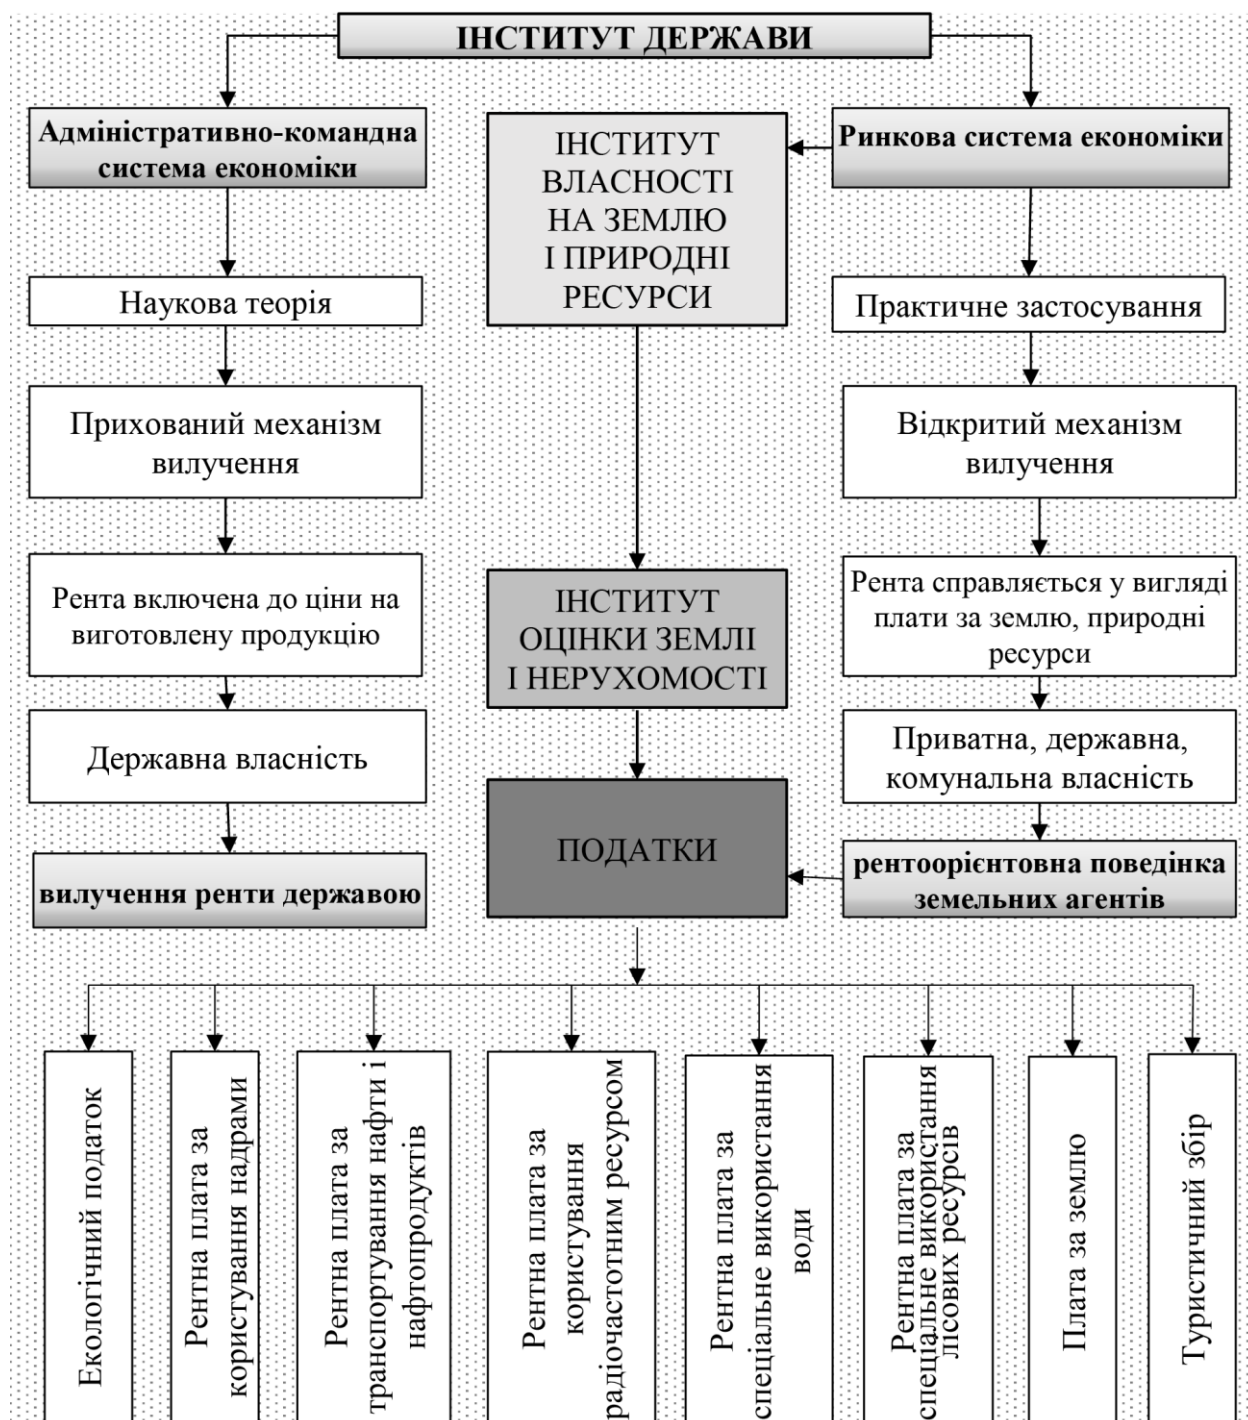 ІНСТИТУТ ДЕРЖАВИ
Адміністративно-командна
система економіки
ІНСТИТУТ
ВЛАСНОСТІ
НА ЗЕМЛЮ
І ПРИРОДНІ
РЕСУРСИ
Ринкова система економіки
Наукова теорія
Практичне застосування
Прихований механізм
вилучення
Відкритий механізм
вилучення
Рента включена до ціни на
виготовлену продукцію
ІНСТИТУТ
ОЦІНКИ ЗЕМЛІ
І НЕРУХОМОСТІ
Рента справляється у вигляді
плати за землю, природні
ресурси
Державна власність
Приватна, державна,
комунальна власність
ПОДАТКИ
вилучення ренти державою
рентоорієнтовна поведінка
земельних агентів
Екологічний податок
Рентна плата за
користування надрами
Рентна плата за
транспортування нафти і
нафтопродуктів
Рентна плата за
користування
радіочастотним ресурсом
Рентна плата за
спеціальне використання
води
Рентна плата за
спеціальне використання
лісових ресурсів
Плата за землю
Туристичний збір